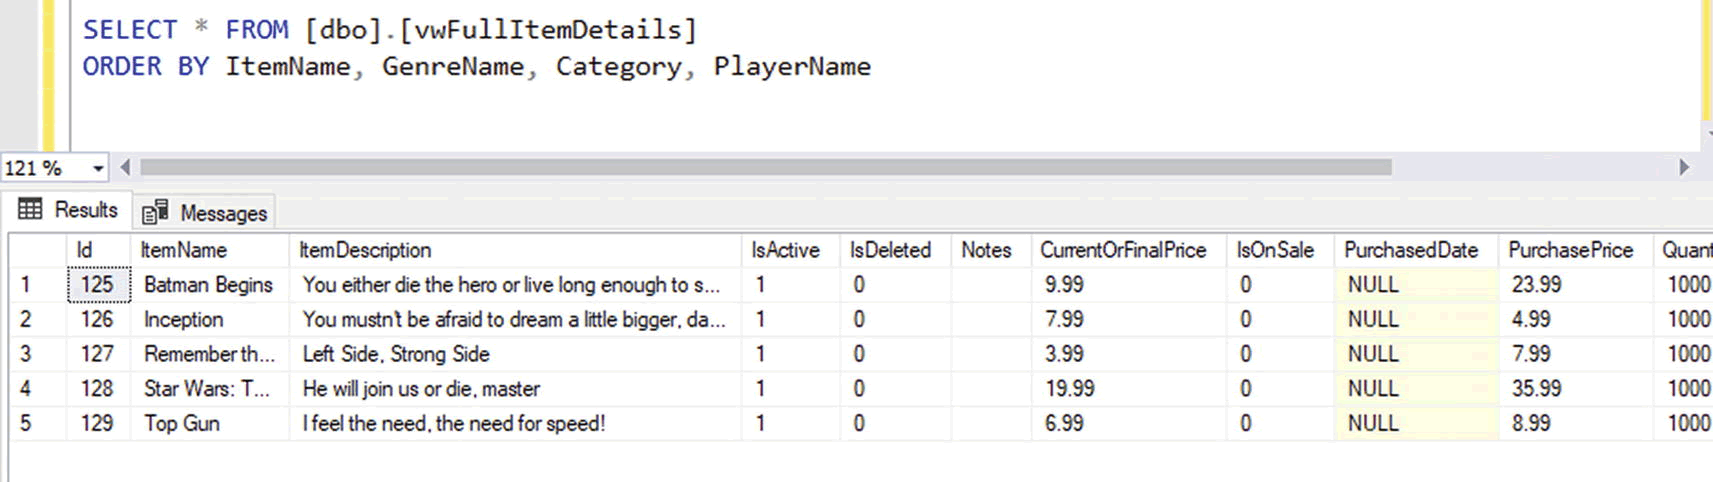 SELECT * FROM [dbo].[vwFullItemDetails]
ORDER BY ItemName, GenreName, Category, PlayerName
121 %
Results Messages
Id ItemName ItemDescription IsActive IsDeleted Notes CurrentOrFinalPrice IsOnSale PurchasedDate PurchasePrice Quant
1 125 Batman Begins You either die the hero or live long enough to s... 1 0 9.99 0 NULL 23.99 1000
2 126 Inception You mustn't be afraid to dream a little bigger, da... 1 0 7.99 0 NULL 4.99 1000
3 127 Remember th... Left Side, Strong Side 1 0 3.99 0 NULL 7.99 1000
4 128 Star Wars: T... He will join us or die, master 1 0 19.99 0 NULL 35.99 1000
5 129 Top Gun I feel the need, the need for speed! 1 0 6.99 0 NULL 8.99 1000